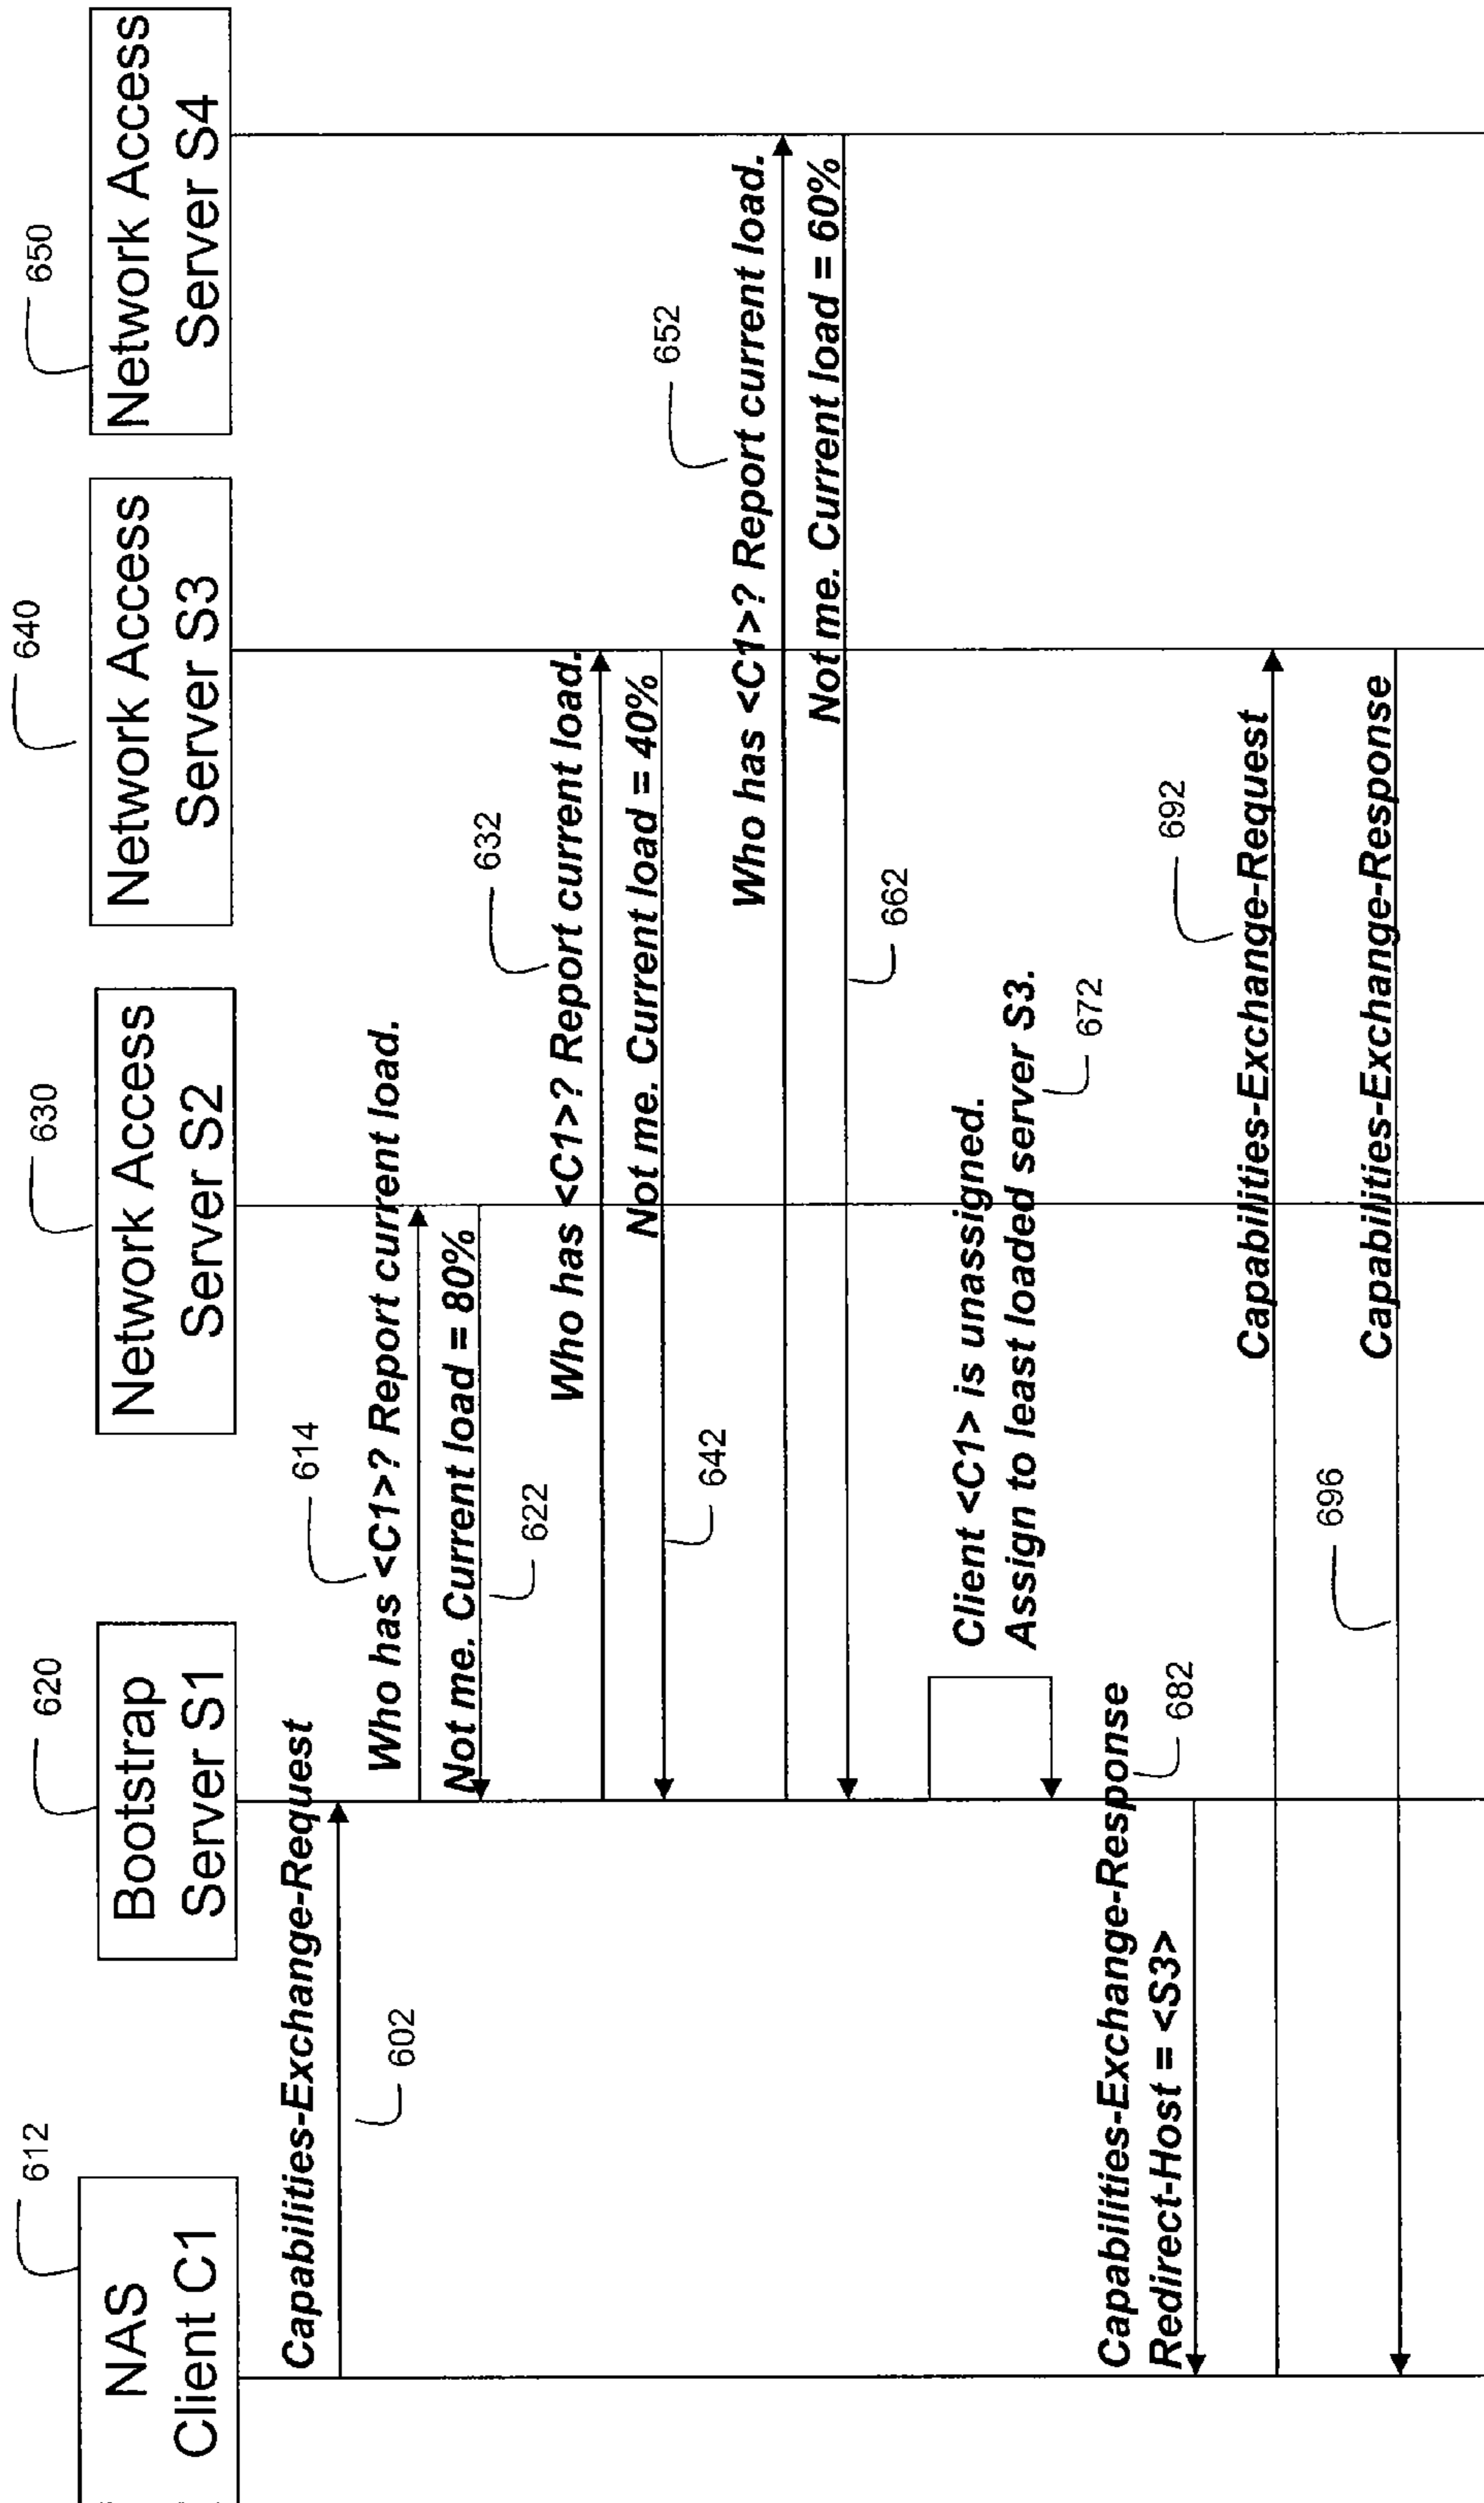 612
NAS
Client C1
620
Bootstrap
Server S1
630
Network Access
Server S2
640
Network Access
Server S3
650
Network Access
Server S4
Capabilities-Exchange-Request
602
614
Who has <C1>? Report current load.
Not me. Current load = 80%
622
632
Who has <C1>? Report current load.
Not me. Current load = 40%
642
652
Who has <C1>? Report current load.
Not me. Current load = 60%
662
Client <C1> is unassigned.
Assign to least loaded server S3.
672
Capabilities-Exchange-Response
Redirect-Host = <S3>
682
692
Capabilities-Exchange-Request
696
Capabilities-Exchange-Response